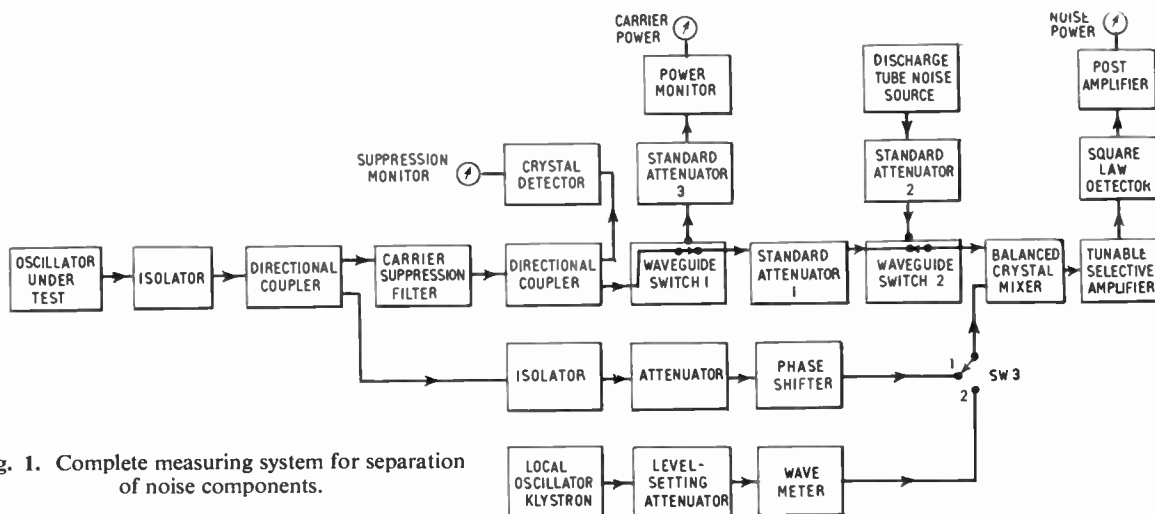 CARRIER
POWER
NOISE
POWER
POWER
MONITOR
DISCHARGE
TUBE NOISE
SOURCE
POST
AMPLIFIER
SUPPRESSION
MONITOR
CRYSTAL
DETECTOR
STANDARD
ATTENUATOR
3
STANDARD
ATTENUATOR
2
SQUARE
LAW
DETECTOR
OSCILLATOR
UNDER
TEST
ISOLATOR
DIRECTIONAL
COUPLER
CARRIER
SUPPRESSION
FILTER
DIRECTIONAL
COUPLER
WAVEGUIDE
SWITCH 1
STANDARD
ATTENUATOR
1
WAVEGUIDE
SWITCH 2
BALANCED
CRYSTAL
MIXER
TUNABLE
SELECTIVE
AMPLIFIER
ISOLATOR
ATTENUATOR
PHASE
SHIFTER
1
SW3
2
LOCAL
OSCILLATOR
KLYSTRON
LEVEL-
SETTING
ATTENUATOR
WAVE
METER
g. 1. Complete measuring system for separation
of noise components.